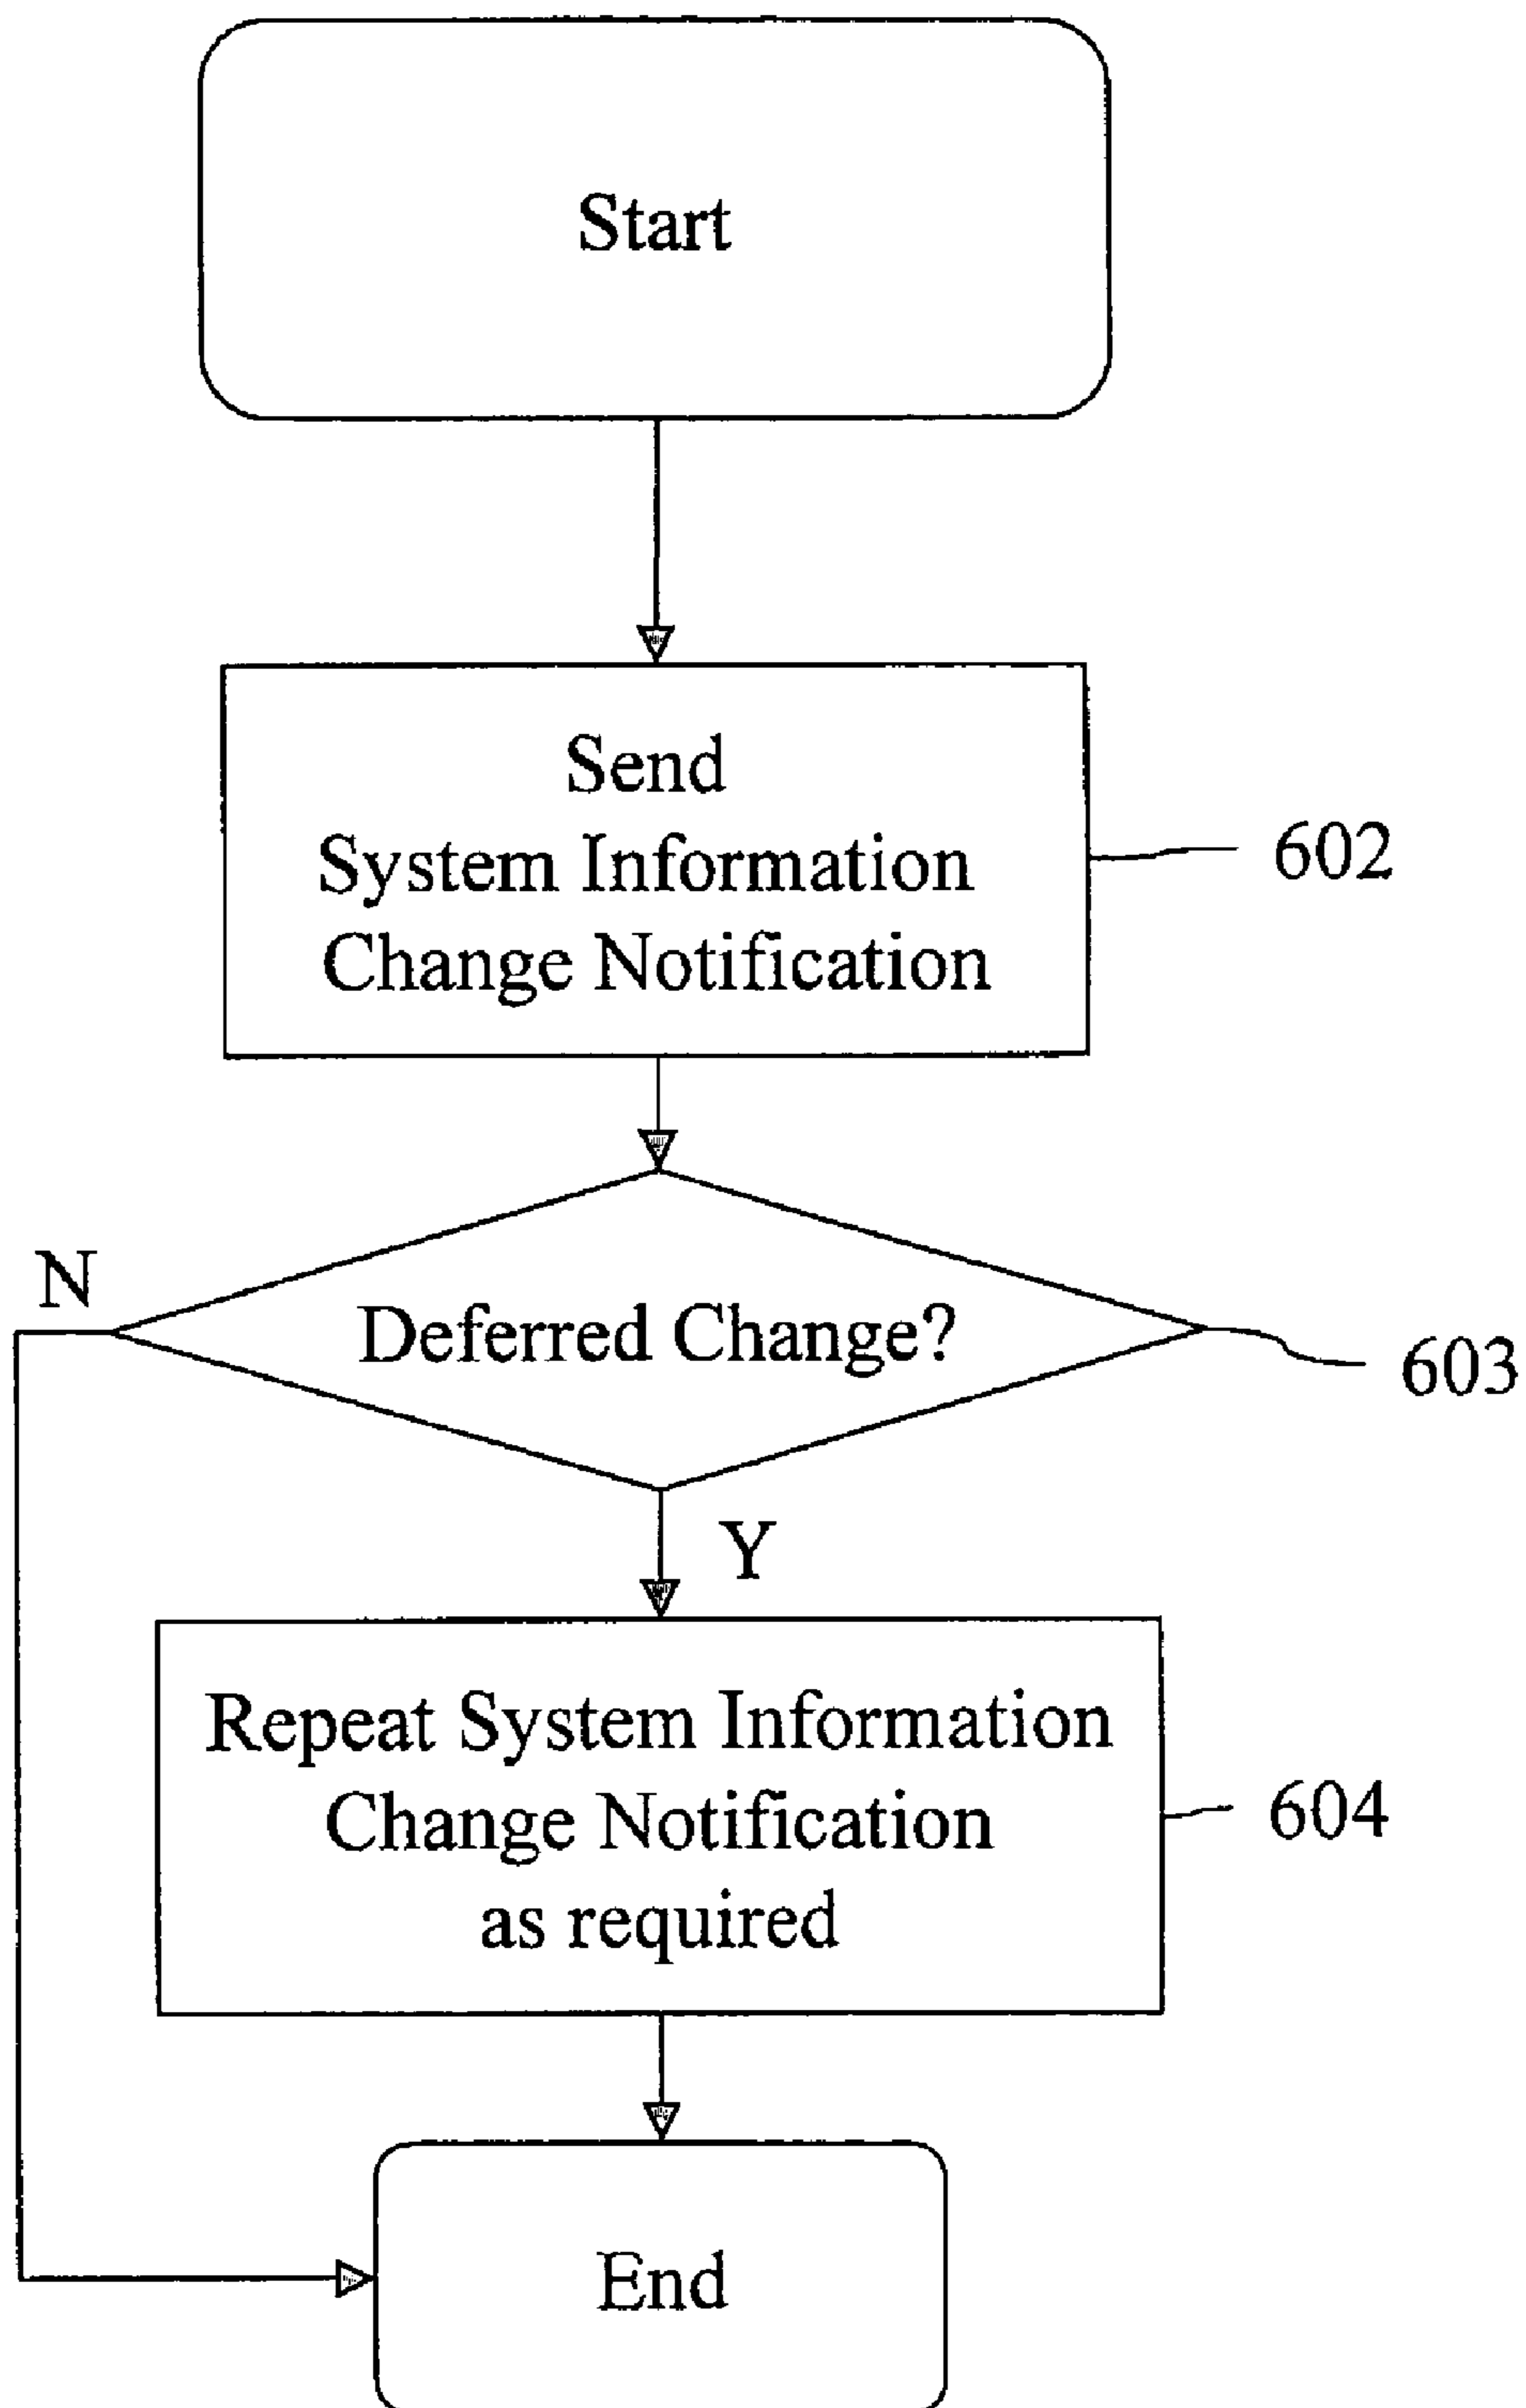 Start
Send
System Information
Change Notification
602
N
Deferred Change?
603
Y
Repeat System Information
Change Notification
as required
604
End